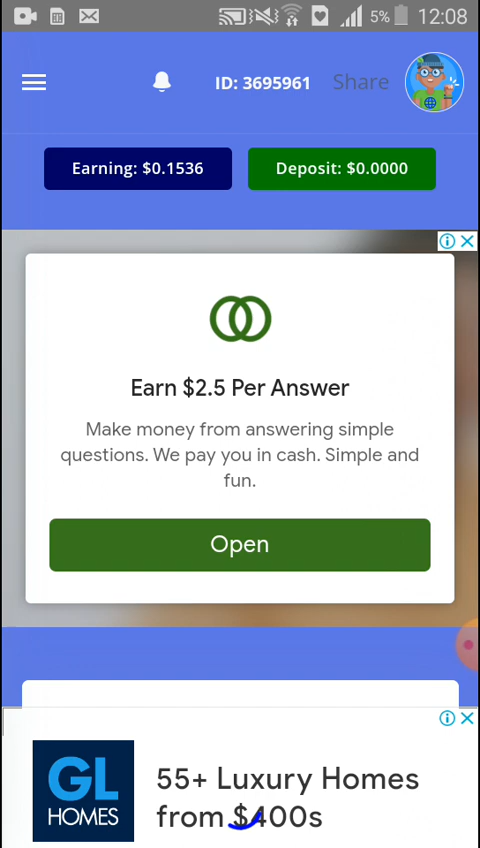 5% 12:08
ID: 3695961 Share
Earning: $0.1536 Deposit: $0.0000
Earn $2.5 Per Answer
Make money from answering simple
questions. We pay you in cash. Simple and
fun.
Open
GL
HOMES
55+ Luxury Homes
from $400s